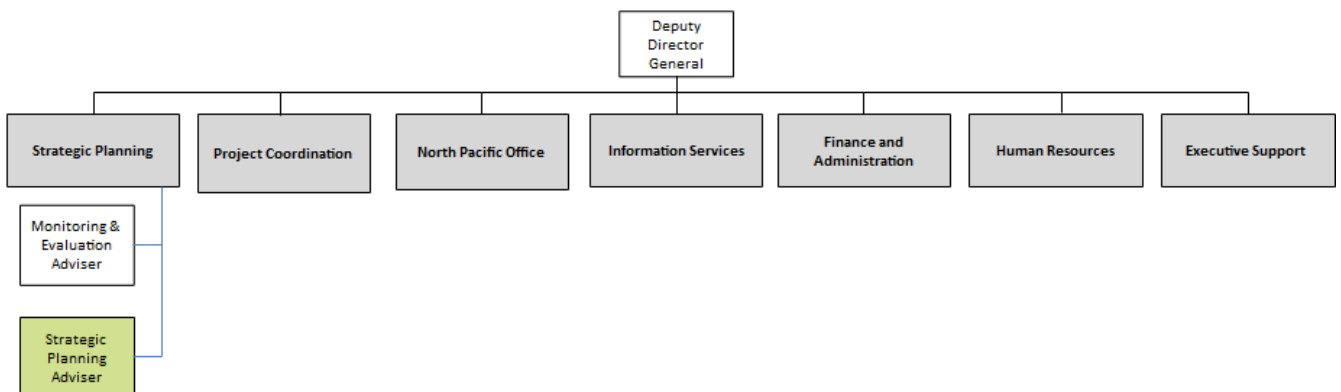 Deputy
Director
General
Strategic Planning
Project Coordination
North Pacific Office
Information Services
Finance and
Administration
Human Resources
Executive Support
Monitoring &
Evaluation
Adviser
Strategic
Planning
Adviser